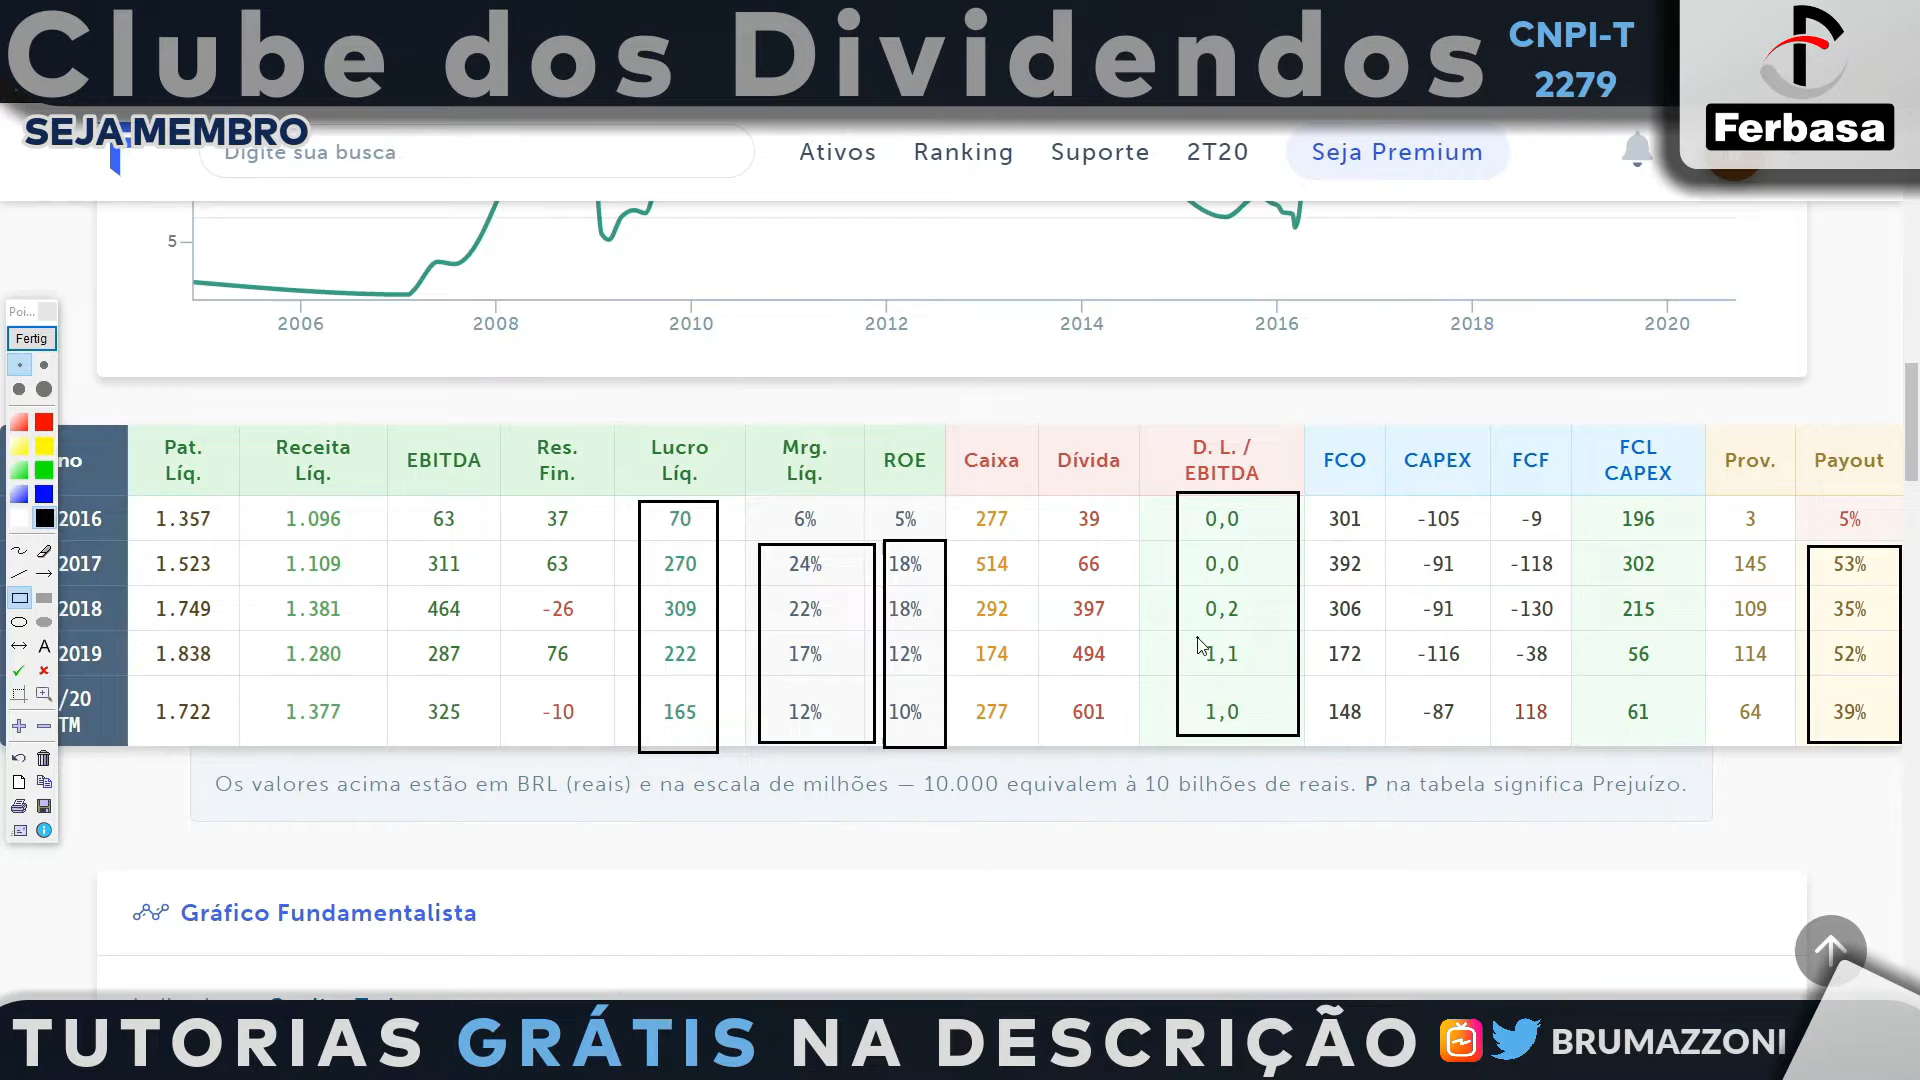 Clube dos Dividendos
CNPI-T
2279
Ferbasa
SEJA MEMBRO
Digite sua busca
Ativos Ranking Suporte 2T20 Seja Premium
5
2006 2008 2010 2012 2014 2016 2018 2020
Poi...
Fertig
A
no Pat. Líq. Receita Líq. EBITDA Res. Fin. Lucro Líq. Mrg. Líq. ROE Caixa Dívida D. L. / EBITDA FCO CAPEX FCF FCL CAPEX Prov. Payout
2016 1.357 1.096 63 37 70 6% 5% 277 39 0,0 301 -105 -9 196 3 5%
2017 1.523 1.109 311 63 270 24% 18% 514 66 0,0 392 -91 -118 302 145 53%
2018 1.749 1.381 464 -26 309 22% 18% 292 397 0,2 306 -91 -130 215 109 35%
2019 1.838 1.280 287 76 222 17% 12% 174 494 1,1 172 -116 -38 56 114 52%
/20 TM 1.722 1.377 325 -10 165 12% 10% 277 601 1,0 148 -87 118 61 64 39%
Os valores acima estão em BRL (reais) e na escala de milhões — 10.000 equivalem à 10 bilhões de reais. P na tabela significa Prejuízo.
Gráfico Fundamentalista
TUTORIAS GRÁTIS NA DESCRIÇÃO
BRUMAZZONI